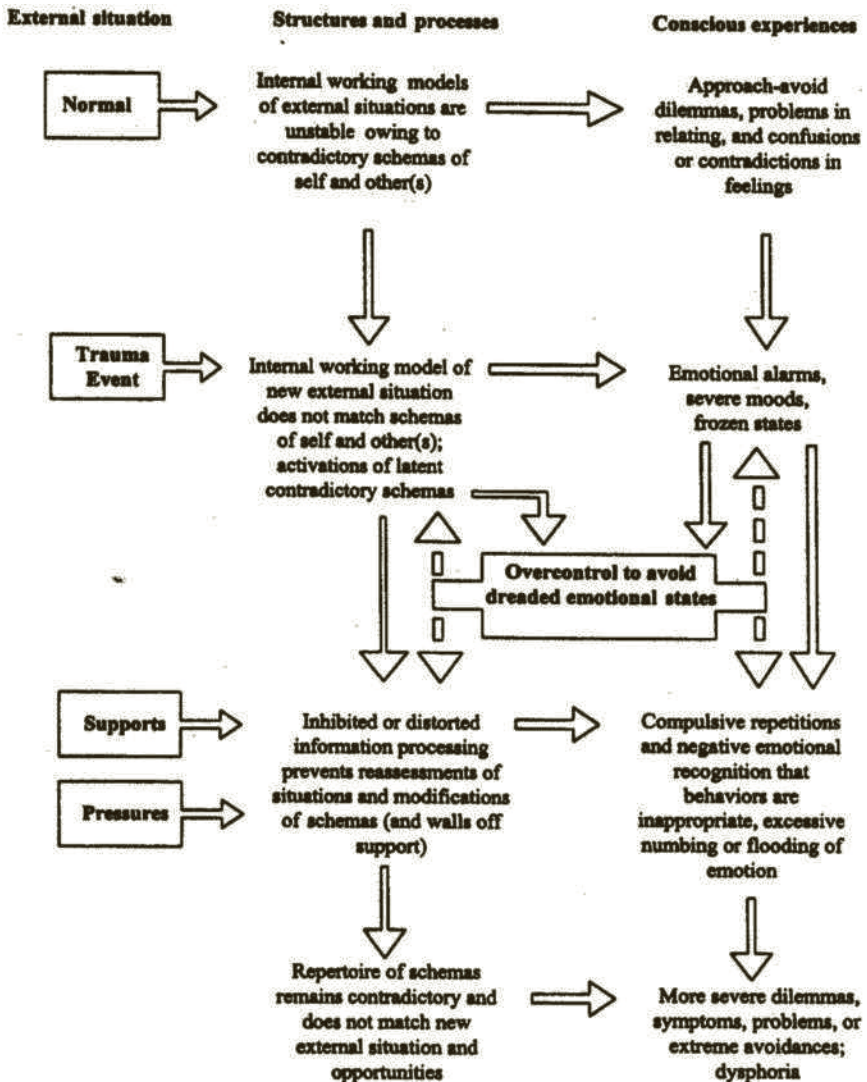 External situation
Structures and processes
Conscious experiences
Normal
Internal working models
of external situations are
unstable owing to
contradictory schemas of
self and other(s)
Approach-avoid
dilemmas, problems in
relating, and confusions
or contradictions in
feelings
Trauma
Event
Internal working model of
new external situation
does not match schemas
of self and other(s);
activations of latent
contradictory schemas
Emotional alarms,
severe moods,
frozen states
Overcontrol to avoid
dreaded emotional states
Supports
Pressures
Inhibited or distorted
information processing
prevents reassessments of
situations and modifications
of schemas (and walls off
support)
Compulsive repetitions
and negative emotional
recognition that
behaviors are
inappropriate, excessive
numbing or flooding of
emotion
Repertoire of schemas
remains contradictory and
does not match new
external situation and
opportunities
More severe dilemmas,
symptoms, problems, or
extreme avoidances;
dysphoria